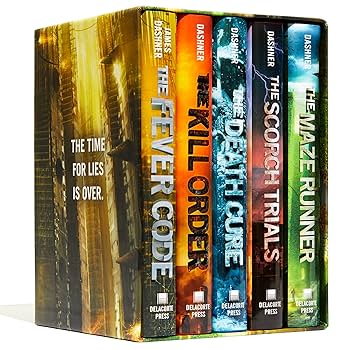 THE TIME
FOR LIES
IS OVER.
JAMES
DASHNER
THE FEVER CODE
DELACORTE
PRESS
DASHNER
THE KILL ORDER
DELACORTE
PRESS
DASHNER
THE DEATH CURE
DELACORTE
PRESS
DASHNER
THE SCORCH TRIALS
DELACORTE
PRESS
DASHNER
THE MAZE RUNNER
DELACORTE
PRESS